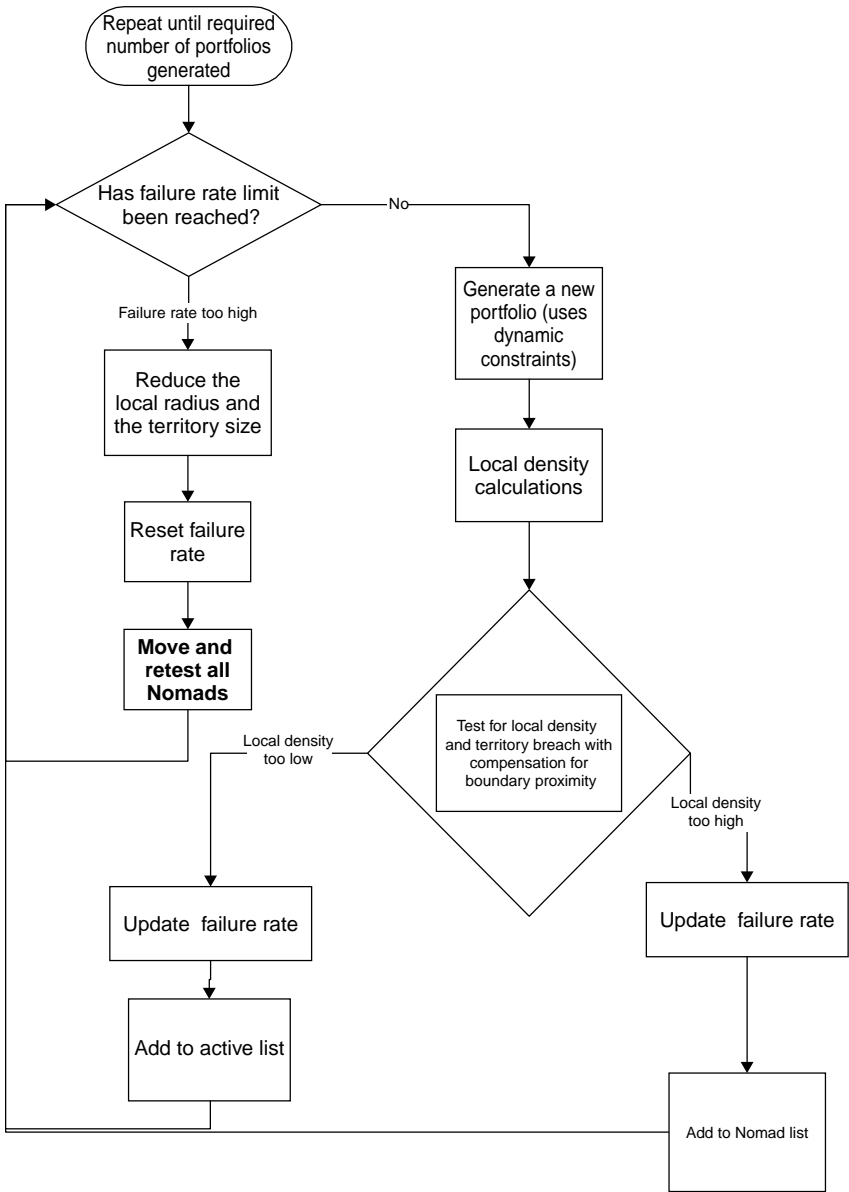 Repeat until required
number of portfolios
generated
Has failure rate limit
been reached?
No
Failure rate too high
Generate a new
portfolio (uses
dynamic
constraints)
Reduce the
local radius and
the territory size
Local density
calculations
Reset failure
rate
Move and
retest all
Nomads
Test for local density
and territory breach with
compensation for
boundary proximity
Local density
too low
Local density
too high
Update failure rate
Update failure rate
Add to active list
Add to Nomad list